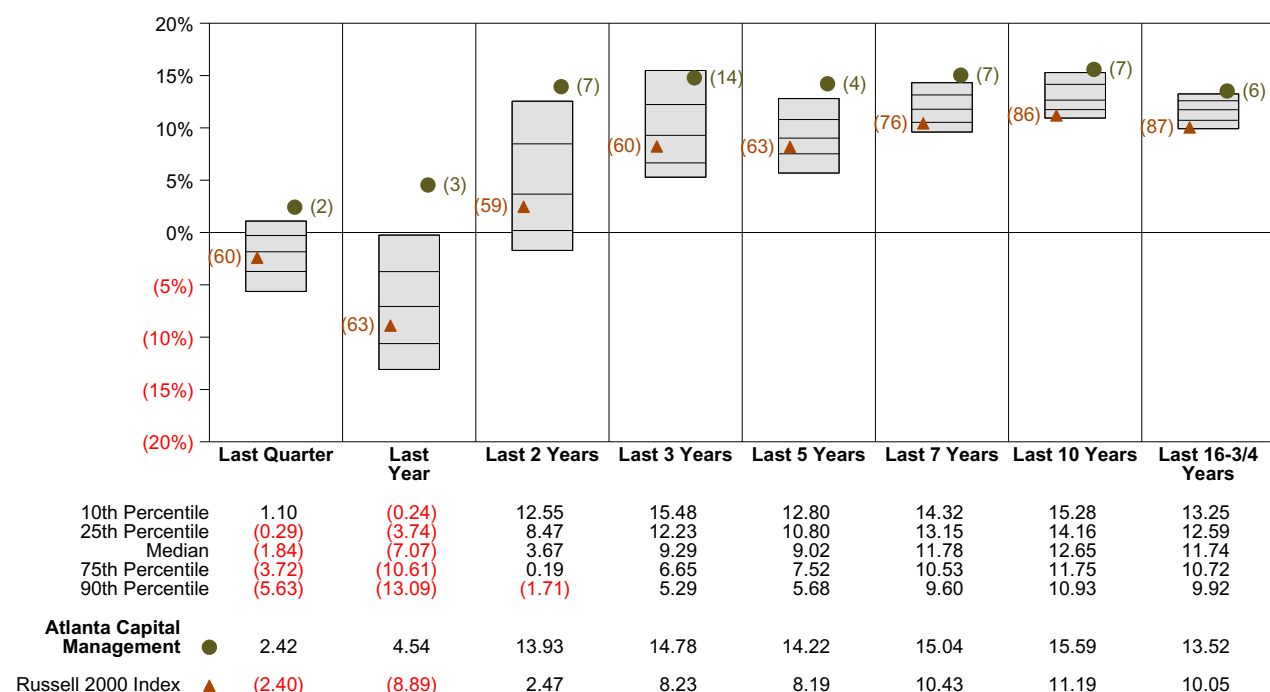 20%
15%
10%
5%
0%
(5%)
(10%)
(15%)
(20%)
(2)
(60)
(3)
(63)
(7)
(59)
(14)
(60)
(4)
(63)
(7)
(76)
(7)
(86)
(6)
(87)
Last Quarter Last Year Last 2 Years Last 3 Years Last 5 Years Last 7 Years Last 10 Years Last 16-3/4 Years
10th Percentile 1.10 (0.24) 12.55 15.48 12.80 14.32 15.28 13.25
25th Percentile (0.29) (3.74) 8.47 12.23 10.80 13.15 14.16 12.59
Median (1.84) (7.07) 3.67 9.29 9.02 11.78 12.65 11.74
75th Percentile (3.72) (10.61) 0.19 6.65 7.52 10.53 11.75 10.72
90th Percentile (5.63) (13.09) (1.71) 5.29 5.68 9.60 10.93 9.92
Atlanta Capital
Management 2.42 4.54 13.93 14.78 14.22 15.04 15.59 13.52
Russell 2000 Index (2.40) (8.89) 2.47 8.23 8.19 10.43 11.19 10.05